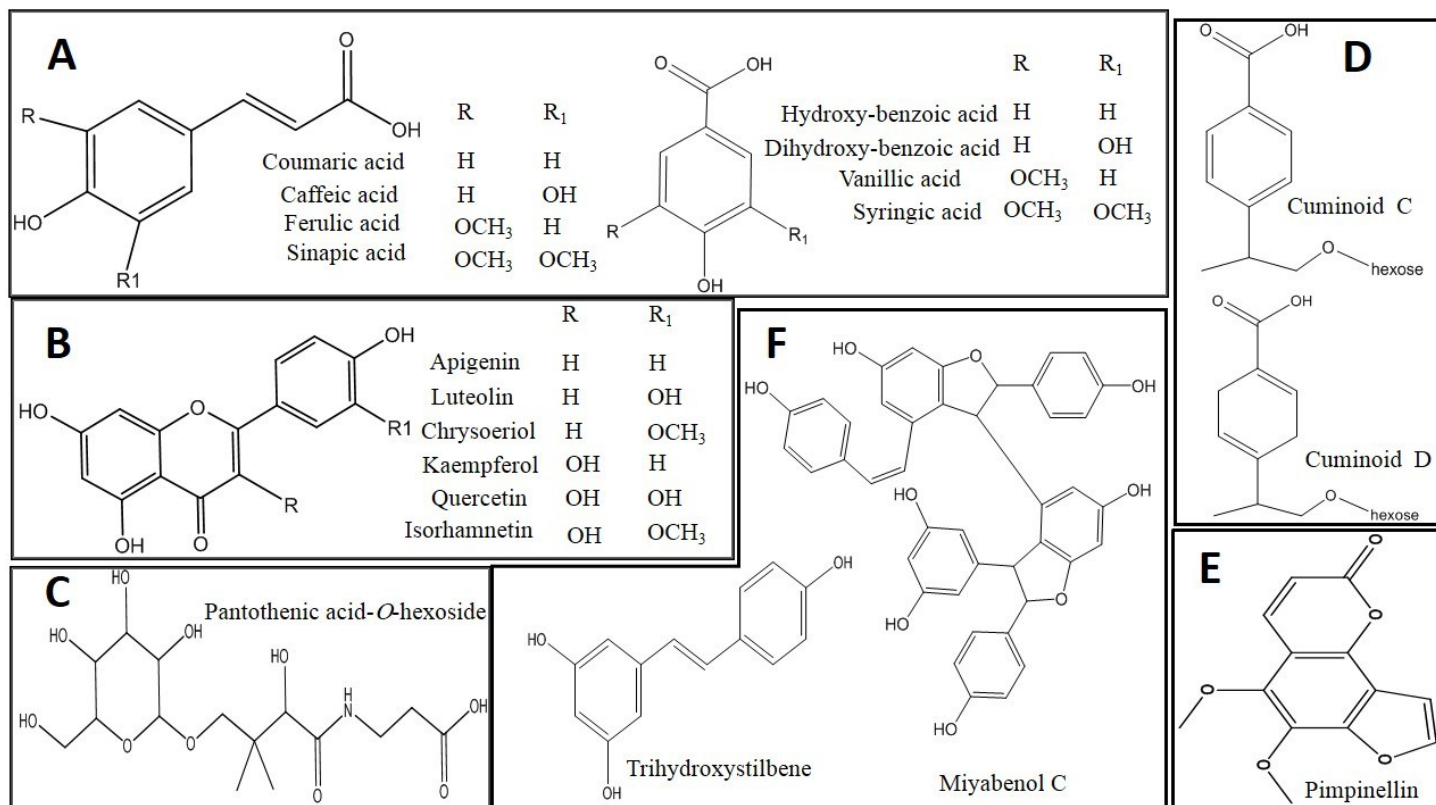 A
O
OH
R
HO
R1
R R₁
Coumaric acid H H
Caffeic acid H OH
Ferulic acid OCH₃ H
Sinapic acid OCH₃ OCH₃
O
OH
R
R₁
OH
R R₁
Hydroxy-benzoic acid H H
Dihydroxy-benzoic acid H OH
Vanillic acid OCH₃ H
Syringic acid OCH₃ OCH₃
B
OH
HO
O
R1
R
OH
O
R R₁
Apigenin H H
Luteolin H OH
Chrysoeriol H OCH₃
Kaempferol OH H
Quercetin OH OH
Isorhamnetin OH OCH₃
C
Pantothenic acid-O-hexoside
HO
HO
OH
HO
O
O
HO
H
N
O
OH
O
D
O
OH
Cuminoid C
O
hexose
O
OH
Cuminoid D
O
hexose
E
O
O
O
O
O
Pimpinellin
F
HO
O
HO
OH
HO
HO
OH
HO
O
HO
Miyabenol C
OH
HO
OH
Trihydroxystilbene